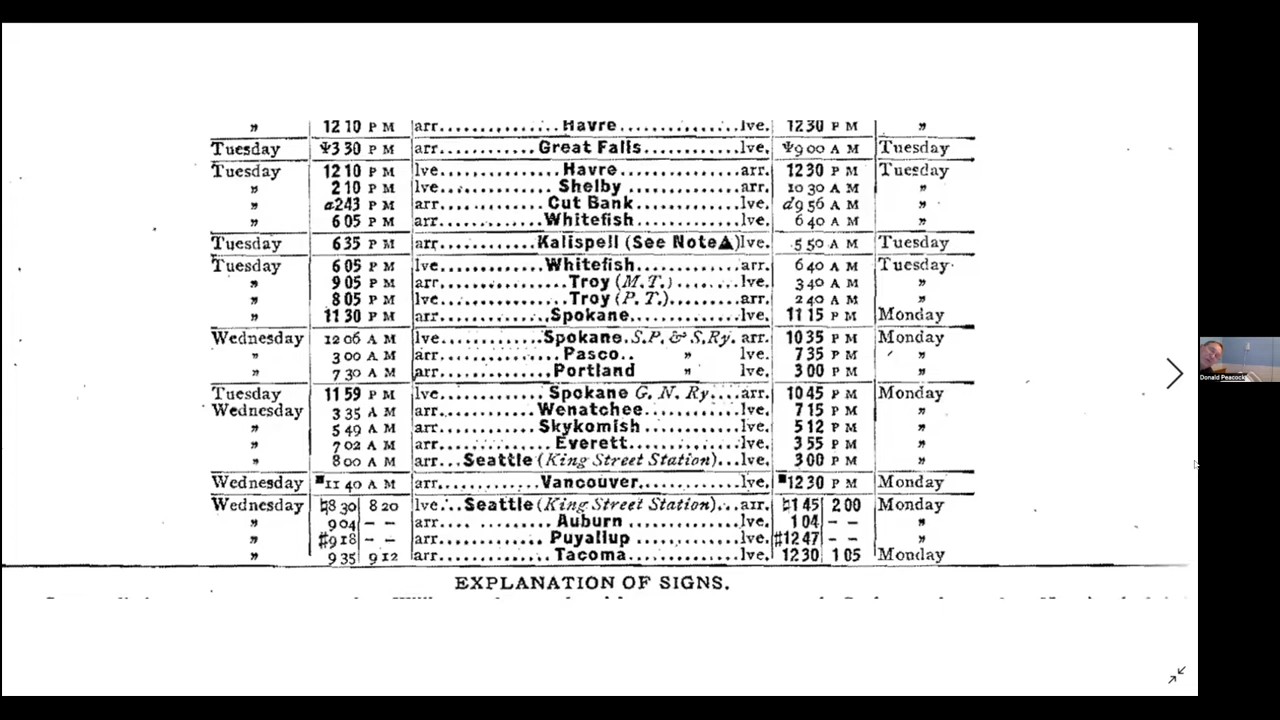 " 12 10 P M arr. Havre lve. 12 30 P M "
Tuesday Ψ3 30 P M arr. Great Falls lve. Ψ9 00 A M Tuesday
Tuesday 12 10 P M lve. Havre arr. 12 30 P M Tuesday
" 2 10 P M lve. Shelby arr. 10 30 A M "
" a2 43 P M arr. Cut Bank lve. d9 56 A M "
" 6 05 P M arr. Whitefish lve. 6 40 A M "
Tuesday 6 35 P M arr. Kalispell (See Note▲) lve. 5 50 A M Tuesday
Tuesday 6 05 P M lve. Whitefish arr. 6 40 A M Tuesday
" 9 05 P M arr. Troy (M.T.) lve. 3 40 A M "
" 8 05 P M lve. Troy (P.T.) arr. 2 40 A M "
" 11 30 P M arr. Spokane lve. 11 15 P M Monday
Wednesday 12 06 A M lve. Spokane S.P. & S.Ry. arr. 10 35 P M Monday
" 3 00 A M arr. Pasco " lve. 7 35 P M "
" 7 30 A M arr. Portland " lve. 3 00 P M "
Tuesday 11 59 P M lve. Spokane G. N. Ry. arr. 10 45 P M Monday
Wednesday 3 35 A M arr. Wenatchee lve. 7 15 P M "
" 5 49 A M arr. Skykomish lve. 5 12 P M "
" 7 02 A M arr. Everett lve. 3 55 P M "
" 8 00 A M arr. Seattle (King Street Station) lve. 3 00 P M "
Wednesday ■11 40 A M arr. Vancouver lve. ■12 30 P M Monday
Wednesday ♮8 30 8 20 lve. Seattle (King Street Station) arr. ♮1 45 2 00 Monday
" 9 04 – – arr. Auburn lve. 1 04 – – "
" ♯9 18 – – arr. Puyallup lve. ♯12 47 – – "
" 9 35 9 12 arr. Tacoma lve. 12 30 1 05 Monday
EXPLANATION OF SIGNS.
Donald Peacock